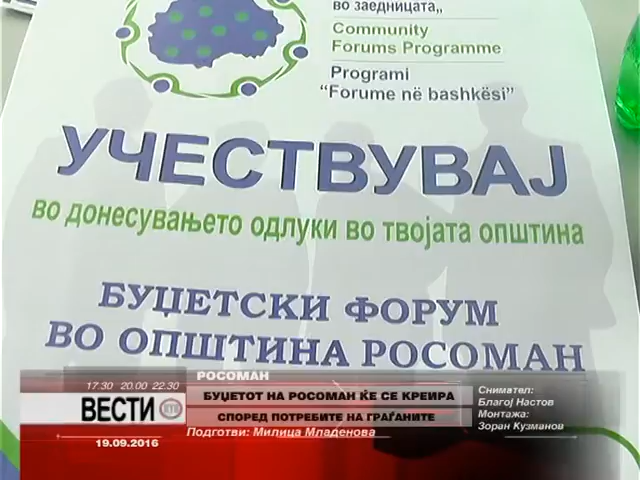 во заедницата„
Community
Forums Programme
Programi
“Forume në bashkësi”
УЧЕСТВУВАЈ
во донесувањето одлуки во твојата општина
БУЏЕТСКИ ФОРУМ
ВО ОПШТИНА РОСОМАН
17.30 20.00 22.30
ВЕСТИ
19.09.2016
РОСОМАН
БУЏЕТОТ НА РОСОМАН ЌЕ СЕ КРЕИРА
СПОРЕД ПОТРЕБИТЕ НА ГРАЃАНИТЕ
Подготви: Милица Младенова
Снимател:
Благој Настов
Монтажа:
Зоран Кузманов